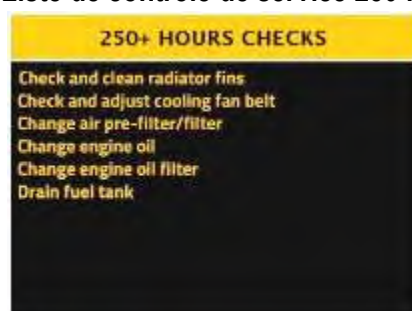 250+ HOURS CHECKS
Check and clean radiator fins
Check and adjust cooling fan belt
Change air pre-filter/filter
Change engine oil
Change engine oil filter
Drain fuel tank